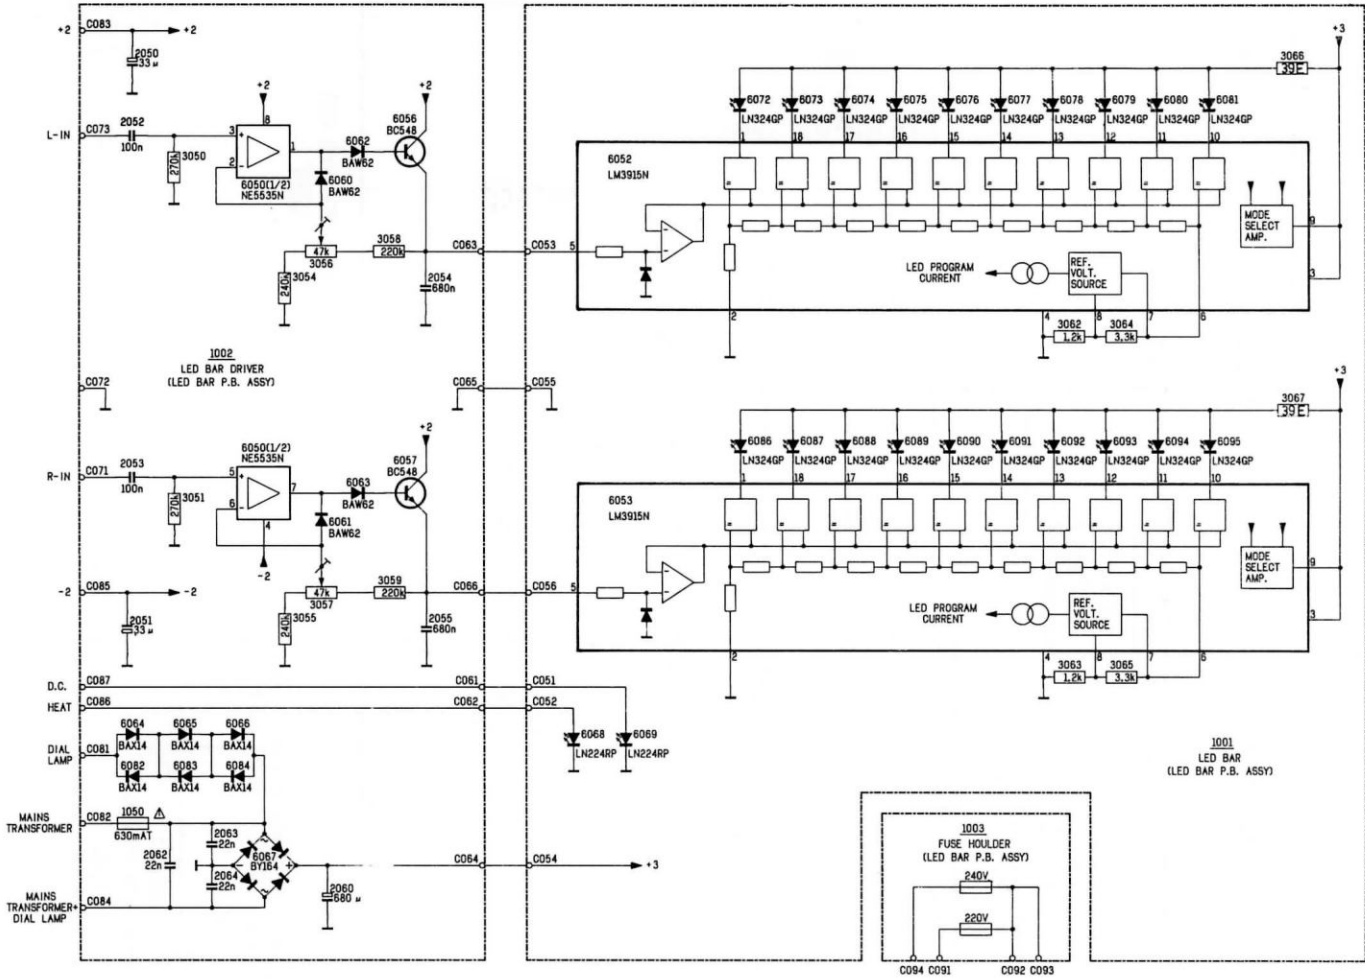 +2 C083 +2
2050
33 µ
+2
L-IN C073
2052
100n
3050
270k
3 + 8
2 - 1
6050(1/2)
NE5535N
6062
BAW62
6060
BAW62
6056
BC548
+2
47k
3056
3058
220k
3054
240k
2054
680n
C063 C053
1002
LED BAR DRIVER
(LED BAR P.B. ASSY)
C072 C065 C055
R-IN C071
2053
100n
3051
270k
6050(1/2)
NE5535N
5 + 7
6 - 4
-2
6063
BAW62
6061
BAW62
6057
BC548
+2
47k
3057
3059
220k
3055
240k
2055
680n
C066 C056
-2 C085 -2
2051
33 µ
D.C. C087 C061 C051
HEAT C086 C062 C052
DIAL
LAMP
C081
6064 6065 6066
BAX14 BAX14 BAX14
6082 6083 6084
BAX14 BAX14 BAX14
MAINS
TRANSFORMER
C082
1050
630mAT
2062
22n
2063
22n
2064
22n
6067
BY164
~ - + ~
2060
680 µ
C064 C054 +3
MAINS
TRANSFORMER+
DIAL LAMP
C084
6068
LN224RP
6069
LN224RP
+3
3066
39E
6072 6073 6074 6075 6076 6077 6078 6079 6080 6081
LN324GP LN324GP LN324GP LN324GP LN324GP LN324GP LN324GP LN324GP LN324GP LN324GP
1 18 17 16 15 14 13 12 11 10
6052
LM3915N
5
MODE
SELECT
AMP.
9
3
LED PROGRAM
CURRENT
REF.
VOLT.
SOURCE
2 4 8 7 6
3062 3064
1,2k 3,3k
+3
3067
39E
6086 6087 6088 6089 6090 6091 6092 6093 6094 6095
LN324GP LN324GP LN324GP LN324GP LN324GP LN324GP LN324GP LN324GP LN324GP LN324GP
1 18 17 16 15 14 13 12 11 10
6053
LM3915N
5
MODE
SELECT
AMP.
9
3
LED PROGRAM
CURRENT
REF.
VOLT.
SOURCE
2 4 8 7 6
3063 3065
1,2k 3,3k
1001
LED BAR
(LED BAR P.B. ASSY)
1003
FUSE HOULDER
(LED BAR P.B. ASSY)
240V
220V
C094 C091 C092 C093